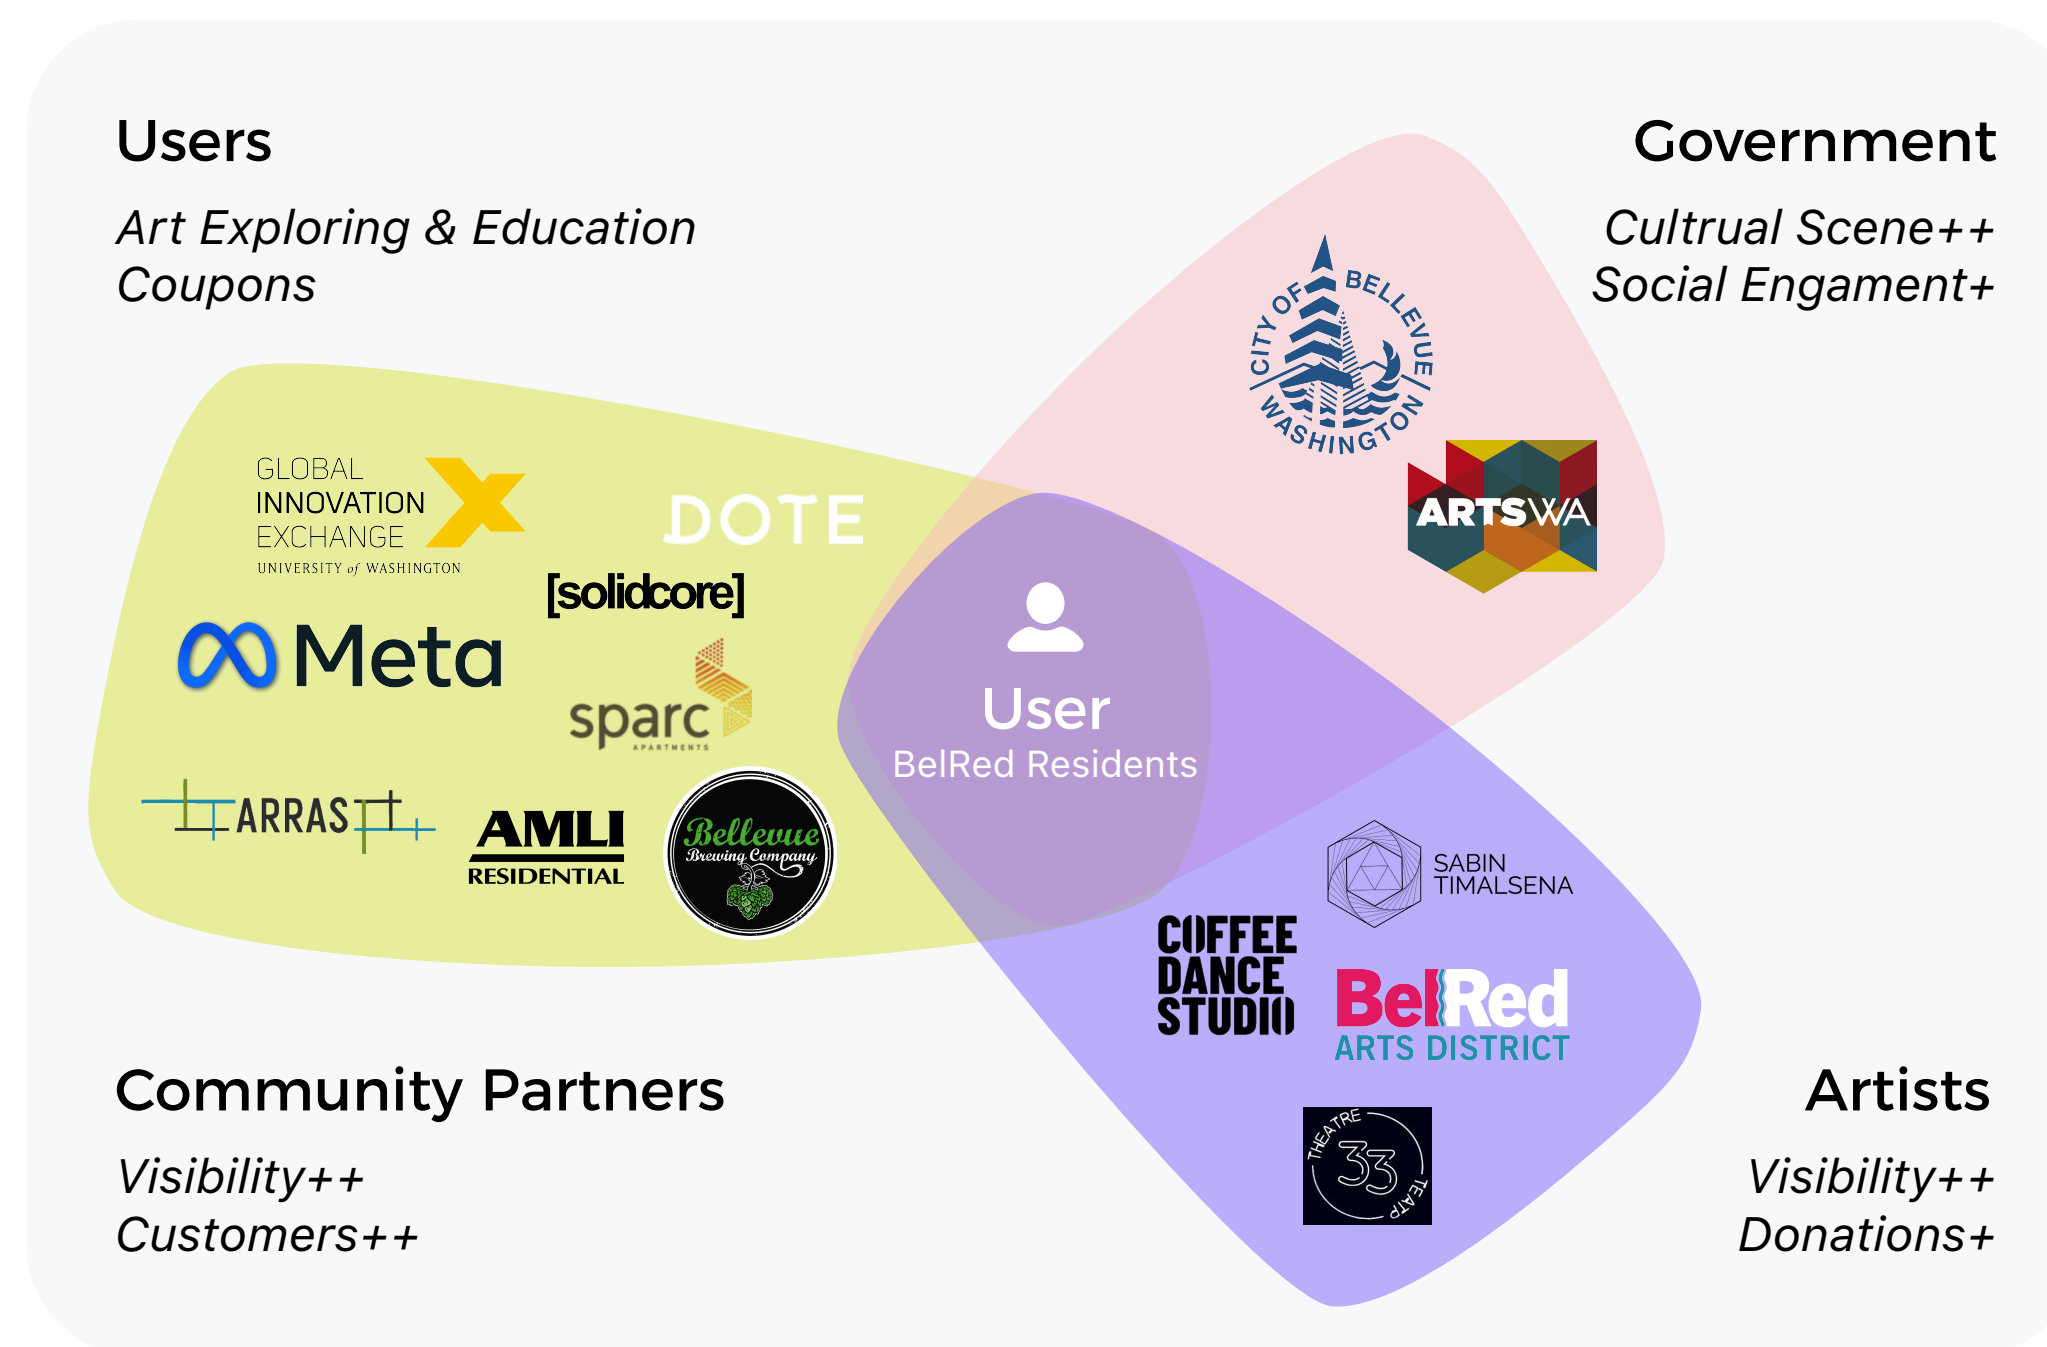 Users
Art Exploring & Education
Coupons
Government
Cultrual Scene++
Social Engament+
CITY OF BELLEVUE
WASHINGTON
ARTSWA
GLOBAL
INNOVATION
EXCHANGE
UNIVERSITY of WASHINGTON
X
DOTE
[solidcore]
Meta
sparc
APARTMENTS
ARRAS
AMLI
RESIDENTIAL
Bellevue
Brewing Company
User
BelRed Residents
SABIN
TIMALSENA
COFFEE
DANCE
STUDIO
BelRed
ARTS DISTRICT
THEATRE
33
ТЕАТР
Community Partners
Visibility++
Customers++
Artists
Visibility++
Donations+